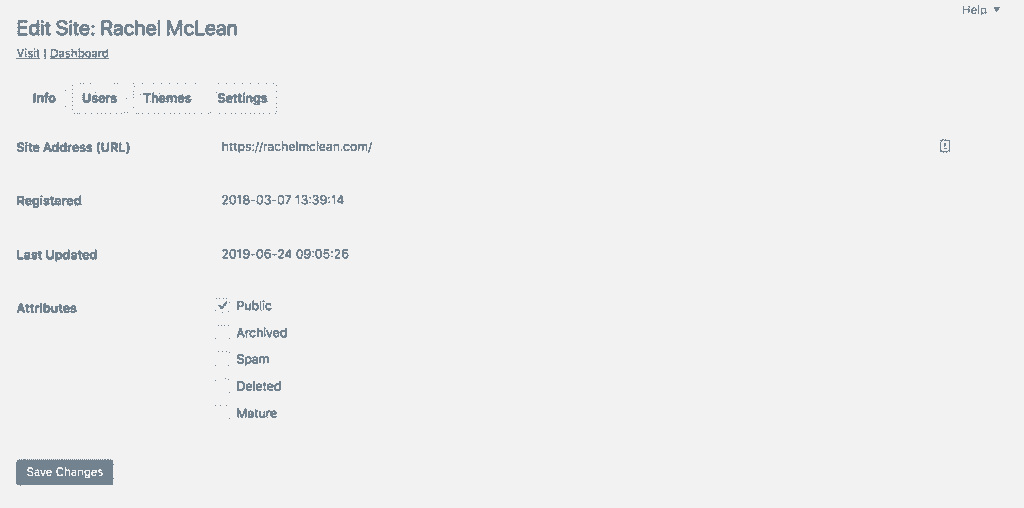 Help ▼
Edit Site: Rachel McLean
Visit | Dashboard
Info Users Themes Settings
Site Address (URL) https://rachelmclean.com/
Registered 2018-03-07 13:39:14
Last Updated 2019-06-24 09:05:26
Attributes Public
Archived
Spam
Deleted
Mature
Save Changes